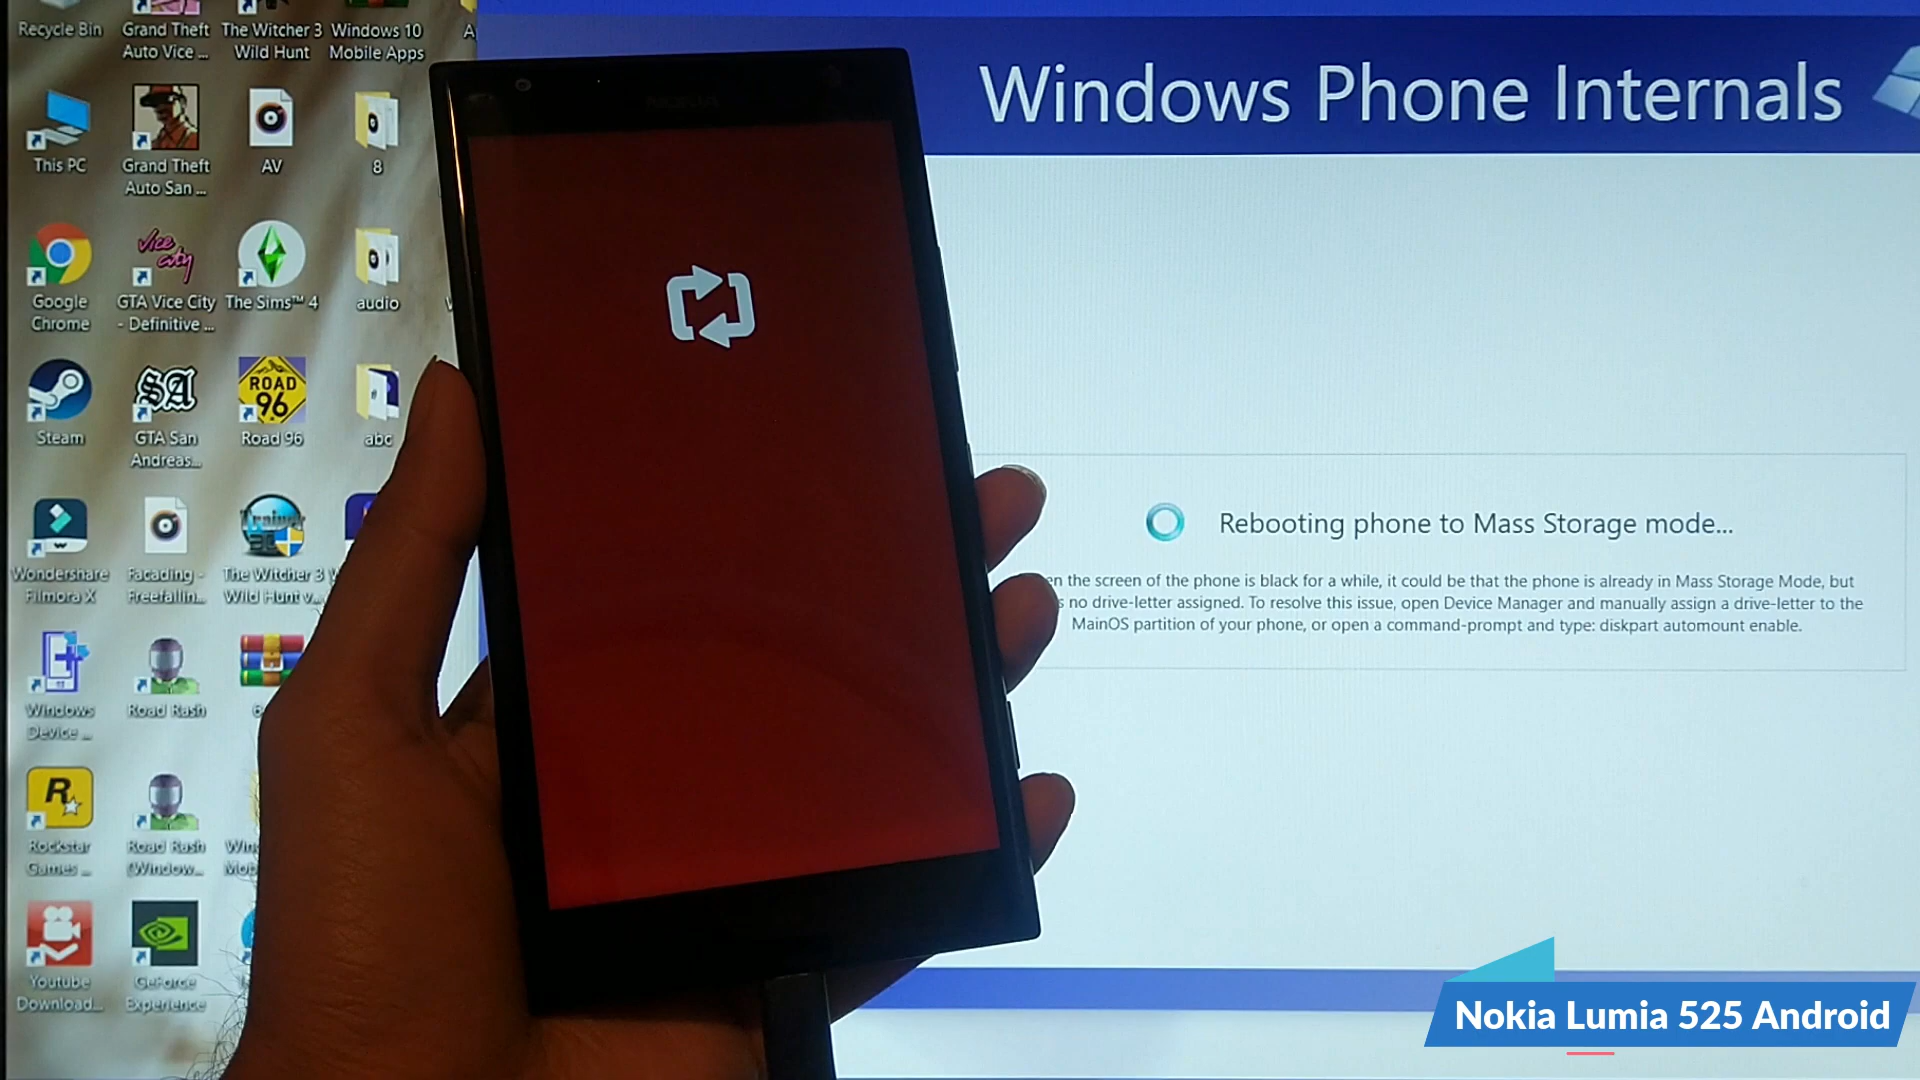 Recycle Bin
Grand Theft
Auto Vice ...
The Witcher 3
Wild Hunt
Windows 10
Mobile Apps
This PC
Grand Theft
Auto San ...
AV
8
Google
Chrome
GTA Vice City
- Definitive ...
The Sims™ 4
audio
Steam
SA
GTA San
Andreas...
ROAD
96
Road 96
abc
Wondershare
Filmora X
Facading -
Freefallin...
The Witcher 3
Wild Hunt v...
Windows
Device ...
Road Rash
Rockstar
Games ...
Road Rash
(Window...
Youtube
Download...
GeForce
Experience
NOKIA
Windows Phone Internals
Rebooting phone to Mass Storage mode...
the screen of the phone is black for a while, it could be that the phone is already in Mass Storage Mode, but
no drive-letter assigned. To resolve this issue, open Device Manager and manually assign a drive-letter to the
MainOS partition of your phone, or open a command-prompt and type: diskpart automount enable.
Nokia Lumia 525 Android